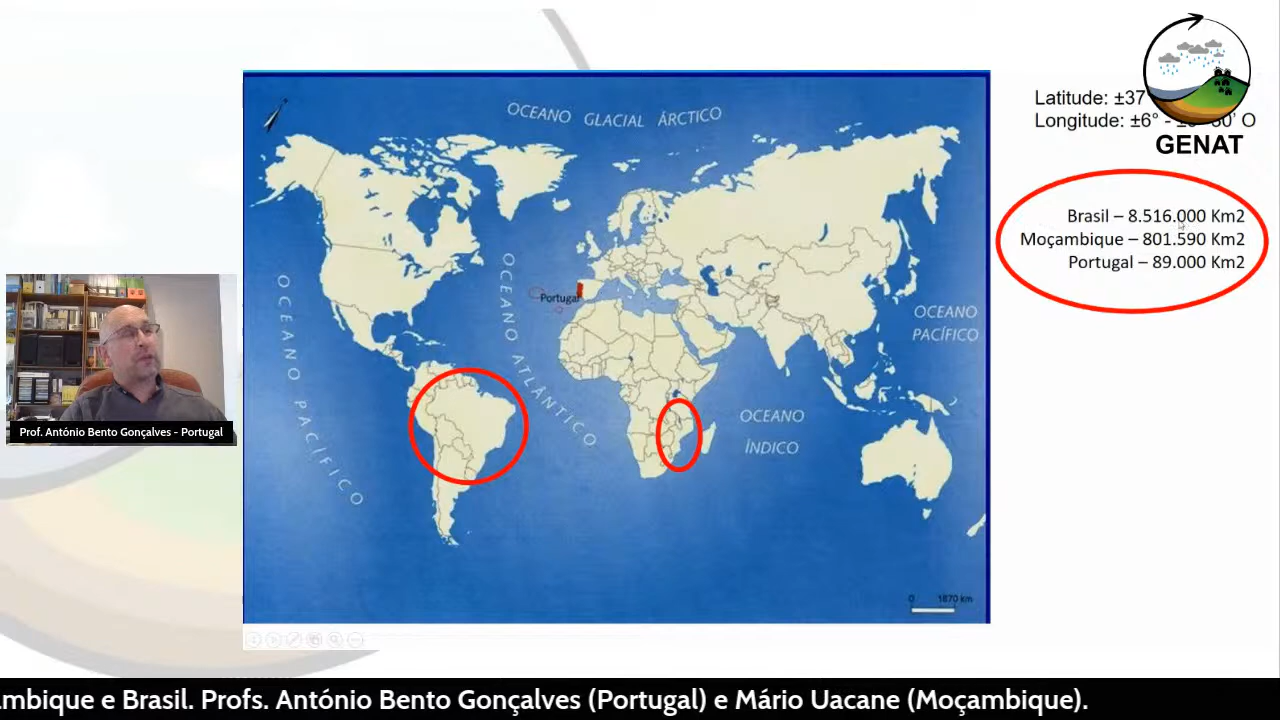 OCEANO GLACIAL ÁRCTICO
OCEANO PACÍFICO
OCEANO ATLÂNTICO
Portugal
OCEANO
PACÍFICO
OCEANO
ÍNDICO
0 1870 km
Latitude: ±37
Longitude: ±6° - O
GENAT
Brasil – 8.516.000 Km2
Moçambique – 801.590 Km2
Portugal – 89.000 Km2
Prof. António Bento Gonçalves - Portugal
ambique e Brasil. Profs. António Bento Gonçalves (Portugal) e Mário Uacane (Moçambique).